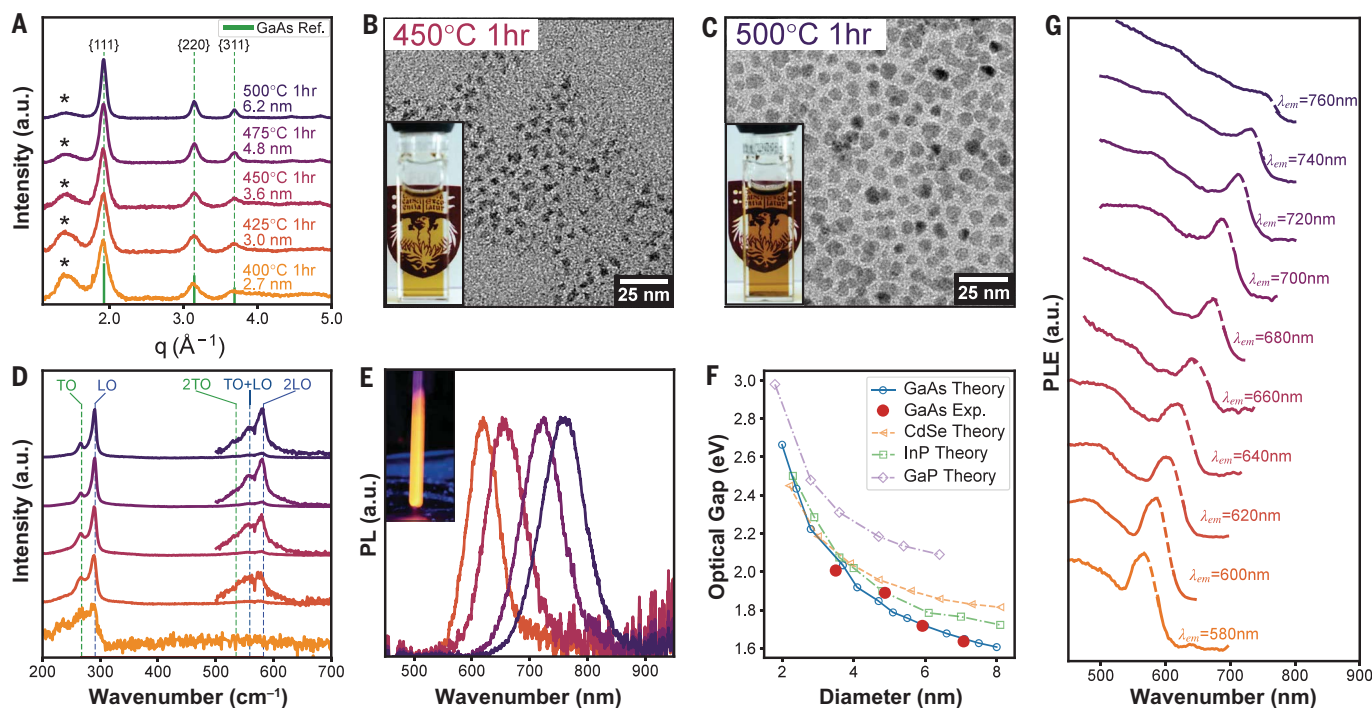 A
GaAs Ref.
{111}
{220}
{311}
*
500°C 1hr
6.2 nm
*
475°C 1hr
4.8 nm
*
450°C 1hr
3.6 nm
*
425°C 1hr
3.0 nm
*
400°C 1hr
2.7 nm
Intensity (a.u.)
2.0 3.0 4.0 5.0
q (Å⁻¹)
B
450°C 1hr
25 nm
C
500°C 1hr
25 nm
D
TO LO 2TO TO+LO 2LO
Intensity (a.u.)
200 300 400 500 600 700
Wavenumber (cm⁻¹)
E
PL (a.u.)
400 500 600 700 800 900
Wavenumber (nm)
F
GaAs Theory
GaAs Exp.
CdSe Theory
InP Theory
GaP Theory
Optical Gap (eV)
3.0
2.8
2.6
2.4
2.2
2.0
1.8
1.6
2 4 6 8
Diameter (nm)
G
λem=760nm
λem=740nm
λem=720nm
λem=700nm
λem=680nm
λem=660nm
λem=640nm
λem=620nm
λem=600nm
λem=580nm
PLE (a.u.)
500 600 700 800 900
Wavenumber (nm)